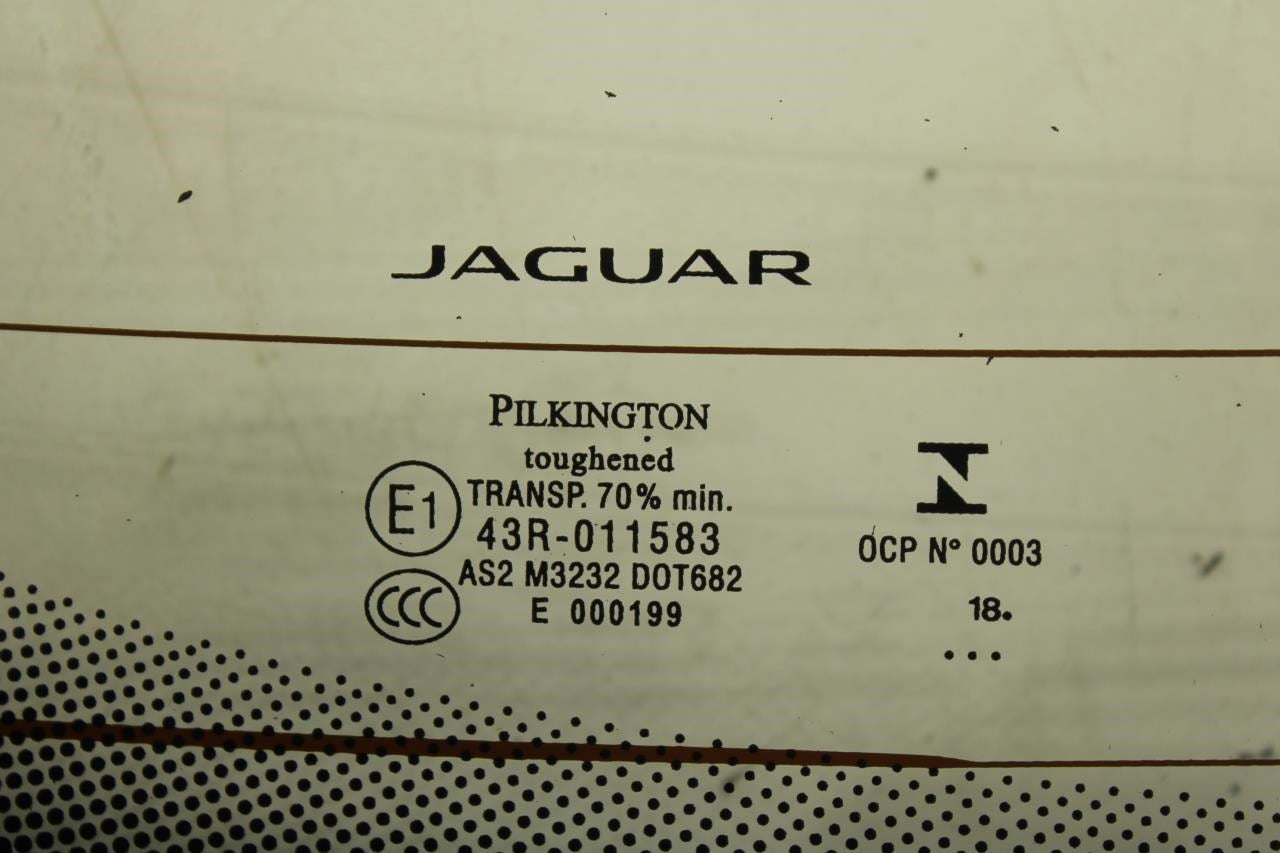 JAGUAR
PILKINGTON
toughened
E1
TRANSP. 70% min.
43R-011583
AS2 M3232 DOT682
CCC
E 000199
OCP N° 0003
18.
...